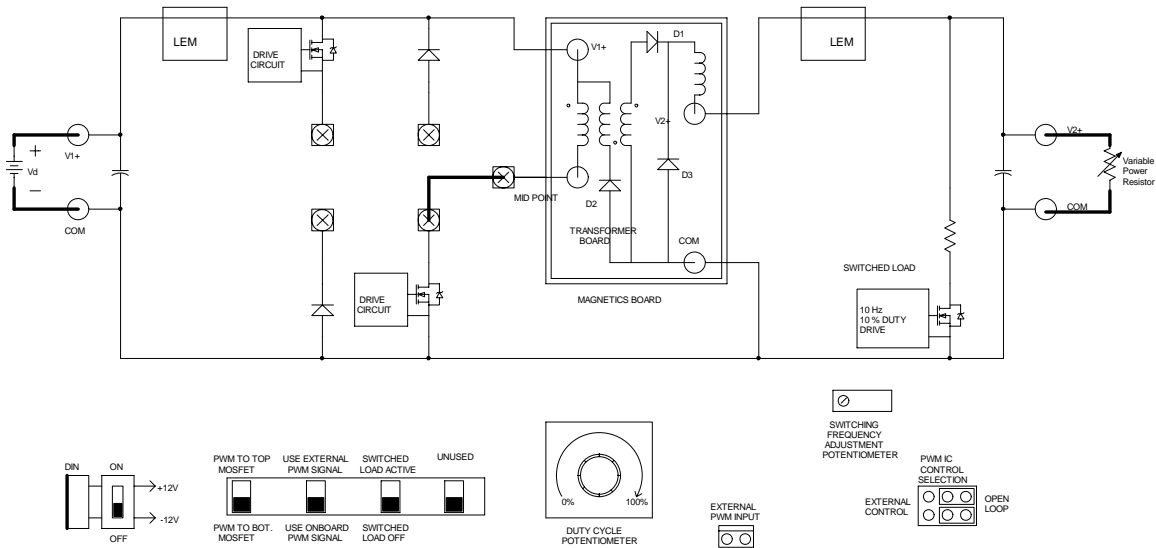 LEM
DRIVE
CIRCUIT
V1+
D1
LEM
V1+
+
Vd
—
COM
V2+
D3
MID POINT
D2
TRANSFORMER
BOARD
COM
MAGNETICS BOARD
DRIVE
CIRCUIT
SWITCHED LOAD
10 Hz
10 % DUTY
DRIVE
V2+
Variable
Power
Resistor
COM
DIN
ON
+12V
-12V
OFF
PWM TO TOP
MOSFET
USE EXTERNAL
PWM SIGNAL
SWITCHED
LOAD ACTIVE
UNUSED
PWM TO BOT.
MOSFET
USE ONBOARD
PWM SIGNAL
SWITCHED
LOAD OFF
0%
100%
DUTY CYCLE
POTENTIOMETER
EXTERNAL
PWM INPUT
SWITCHING
FREQUENCY
ADJUSTMENT
POTENTIOMETER
PWM IC
CONTROL
SELECTION
EXTERNAL
CONTROL
OPEN
LOOP